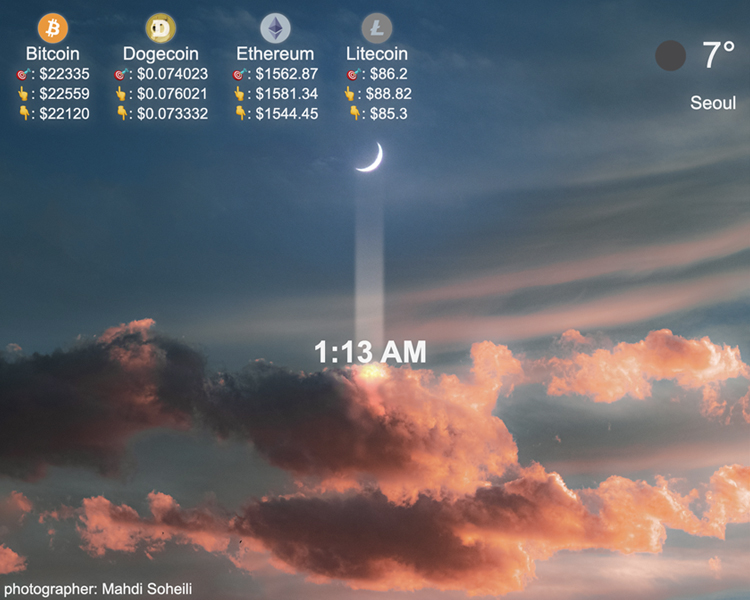 Bitcoin
🎯: $22335
👆: $22559
👇: $22120
Dogecoin
🎯: $0.074023
👆: $0.076021
👇: $0.073332
Ethereum
🎯: $1562.87
👆: $1581.34
👇: $1544.45
Litecoin
🎯: $86.2
👆: $88.82
👇: $85.3
7°
Seoul
1:13 AM
photographer: Mahdi Soheili